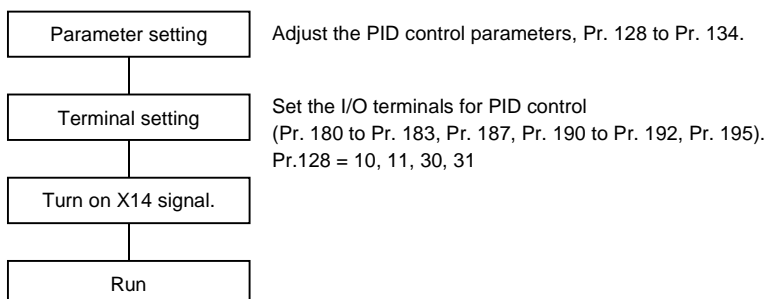 Parameter setting
Adjust the PID control parameters, Pr. 128 to Pr. 134.
Terminal setting
Set the I/O terminals for PID control
(Pr. 180 to Pr. 183, Pr. 187, Pr. 190 to Pr. 192, Pr. 195).
Pr.128 = 10, 11, 30, 31
Turn on X14 signal.
Run